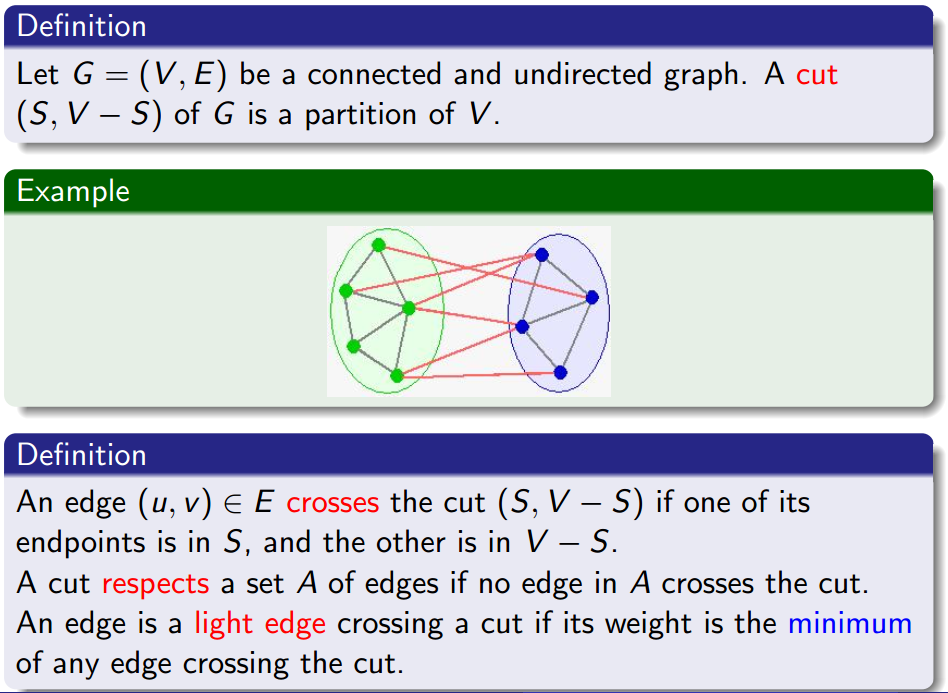 Definition
Let G = (V, E) be a connected and undirected graph. A cut
(S, V − S) of G is a partition of V.
Example
Definition
An edge (u, v) ∈ E crosses the cut (S, V − S) if one of its
endpoints is in S, and the other is in V − S.
A cut respects a set A of edges if no edge in A crosses the cut.
An edge is a light edge crossing a cut if its weight is the minimum
of any edge crossing the cut.